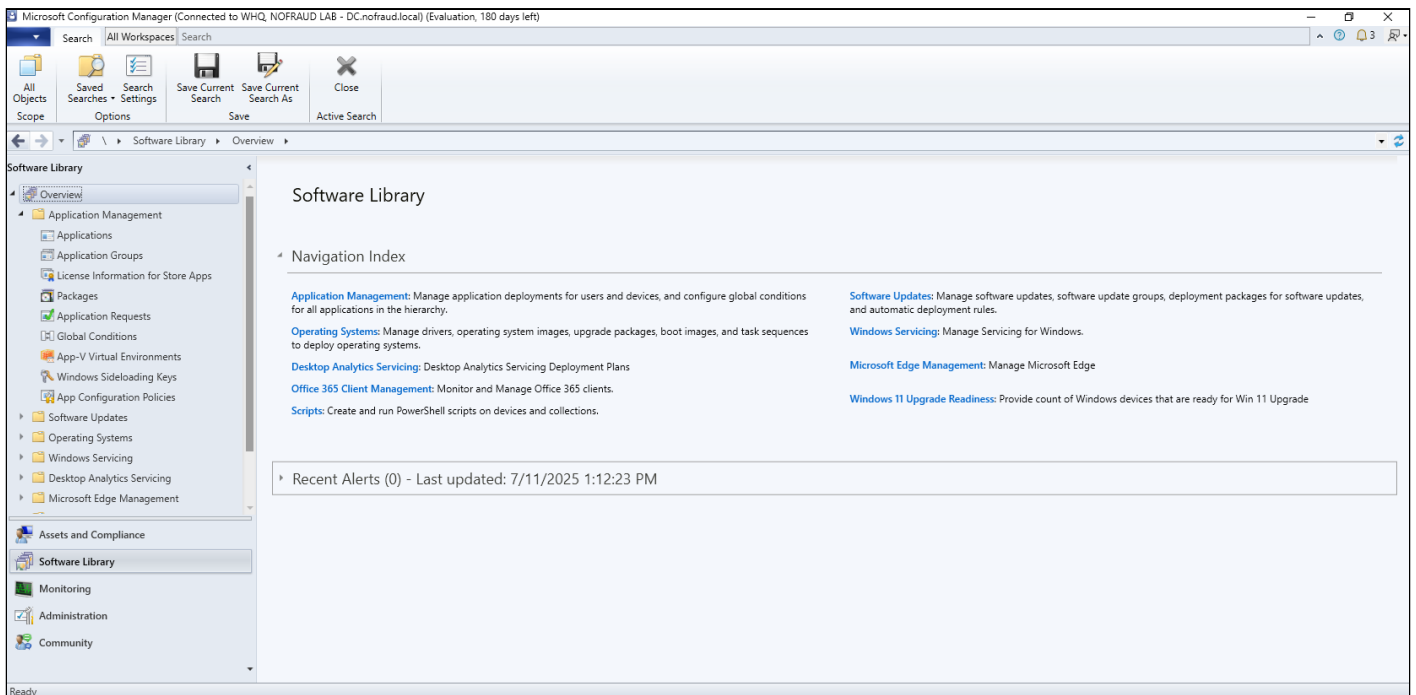 Microsoft Configuration Manager (Connected to WHQ, NOFRAUD LAB - DC.nofraud.local) (Evaluation, 180 days left)
Search All Workspaces Search
3
All Objects
Saved Searches
Search Settings
Save Current Search
Save Current Search As
Close
Scope
Options
Save
Active Search
\ Software Library Overview
Software Library
Overview
Application Management
Applications
Application Groups
License Information for Store Apps
Packages
Application Requests
Global Conditions
App-V Virtual Environments
Windows Sideloading Keys
App Configuration Policies
Software Updates
Operating Systems
Windows Servicing
Desktop Analytics Servicing
Microsoft Edge Management
Assets and Compliance
Software Library
Monitoring
Administration
Community
Software Library
Navigation Index
Application Management: Manage application deployments for users and devices, and configure global conditions
for all applications in the hierarchy.
Operating Systems: Manage drivers, operating system images, upgrade packages, boot images, and task sequences
to deploy operating systems.
Desktop Analytics Servicing: Desktop Analytics Servicing Deployment Plans
Office 365 Client Management: Monitor and Manage Office 365 clients.
Scripts: Create and run PowerShell scripts on devices and collections.
Software Updates: Manage software updates, software update groups, deployment packages for software updates,
and automatic deployment rules.
Windows Servicing: Manage Servicing for Windows.
Microsoft Edge Management: Manage Microsoft Edge
Windows 11 Upgrade Readiness: Provide count of Windows devices that are ready for Win 11 Upgrade
Recent Alerts (0) - Last updated: 7/11/2025 1:12:23 PM
Ready